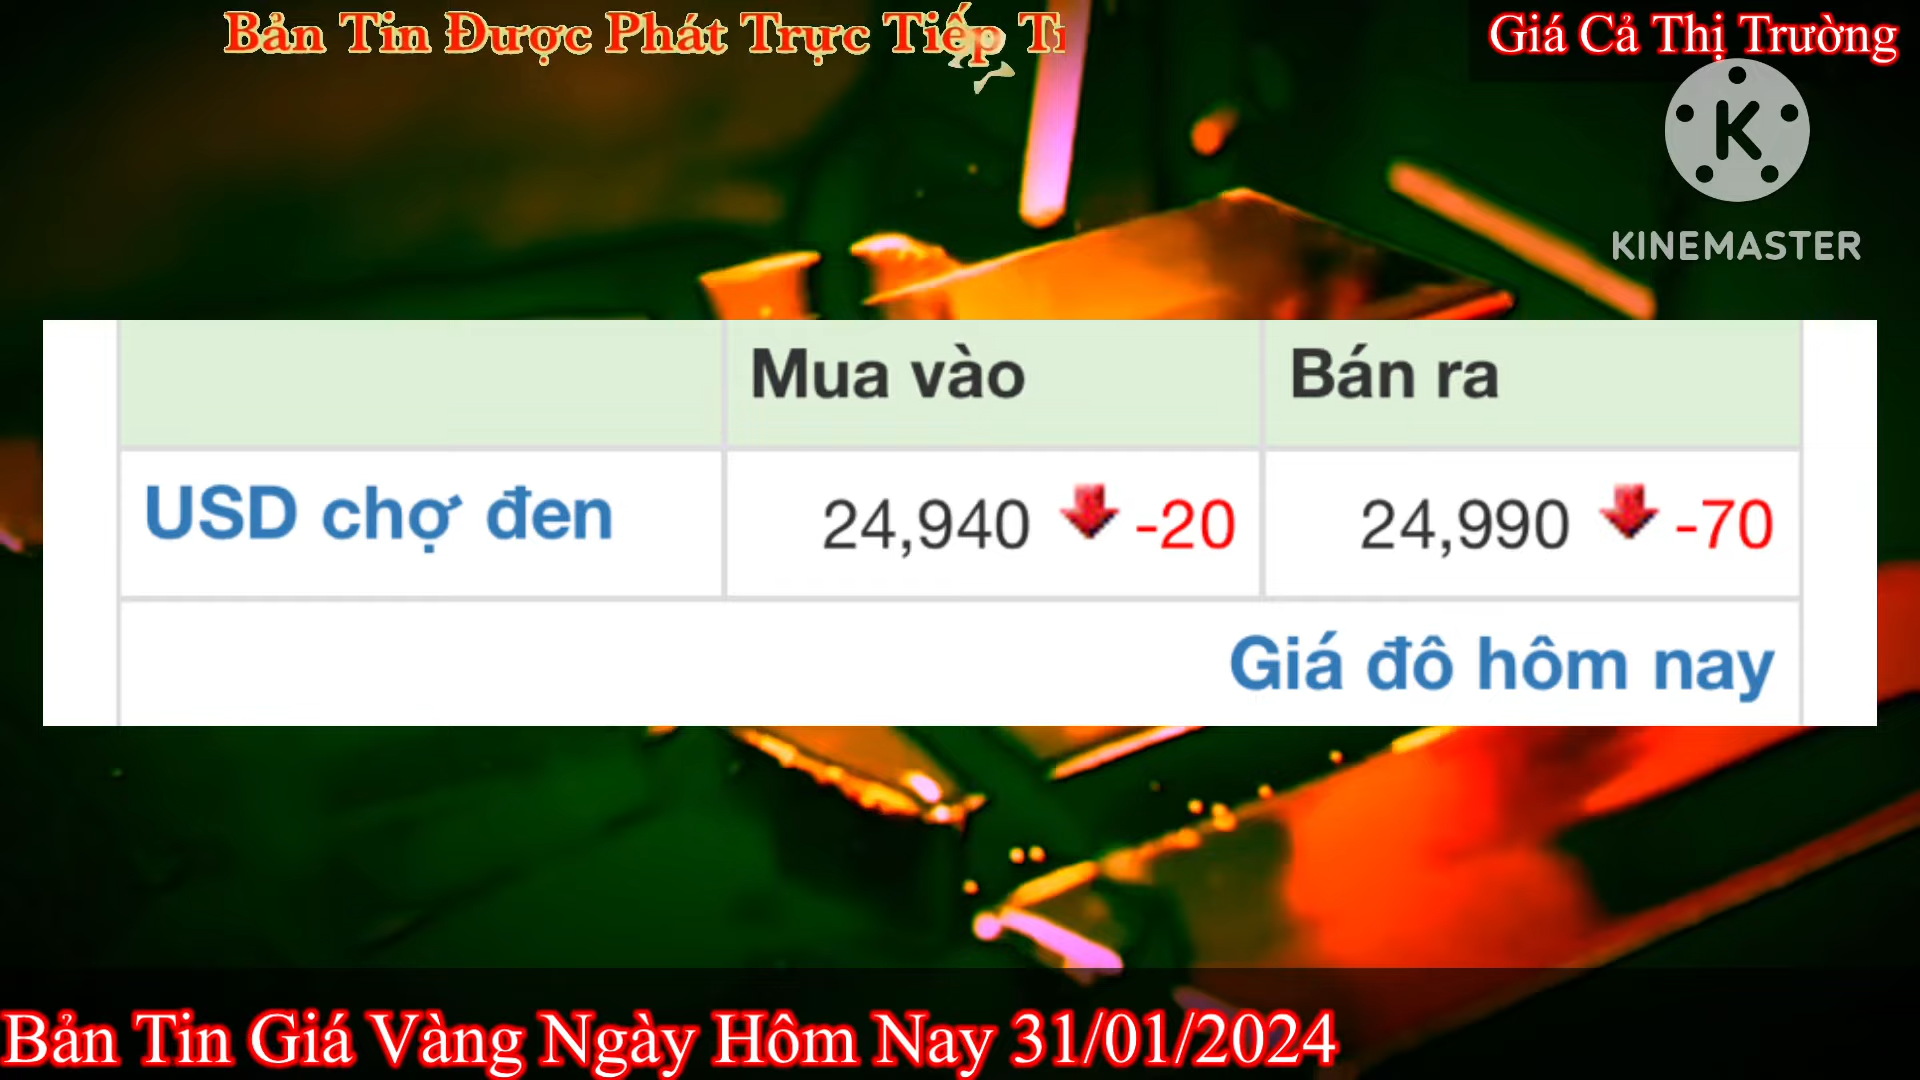 Bản Tin Được Phát Trực Tiếp
Giá Cả Thị Trường
K
KINEMASTER
Mua vào Bán ra
USD chợ đen 24,940 -20 24,990 -70
Giá đô hôm nay
Bản Tin Giá Vàng Ngày Hôm Nay 31/01/2024